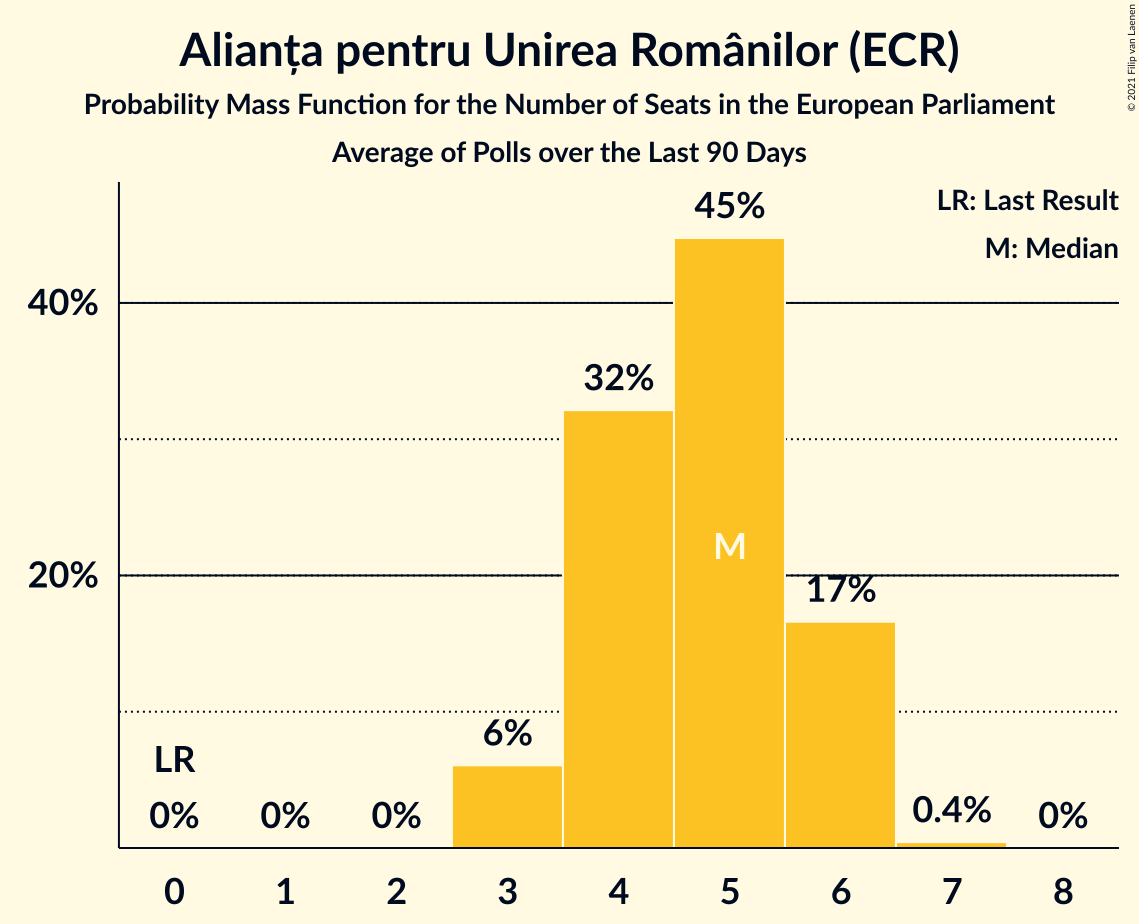 Alianța pentru Unirea Românilor (ECR)
Probability Mass Function for the Number of Seats in the European Parliament
Average of Polls over the Last 90 Days
© 2021 Filip van Laenen
LR: Last Result
M: Median
45%
40%
32%
M
20%
17%
6%
LR
0% 0% 0% 0.4% 0%
0 1 2 3 4 5 6 7 8